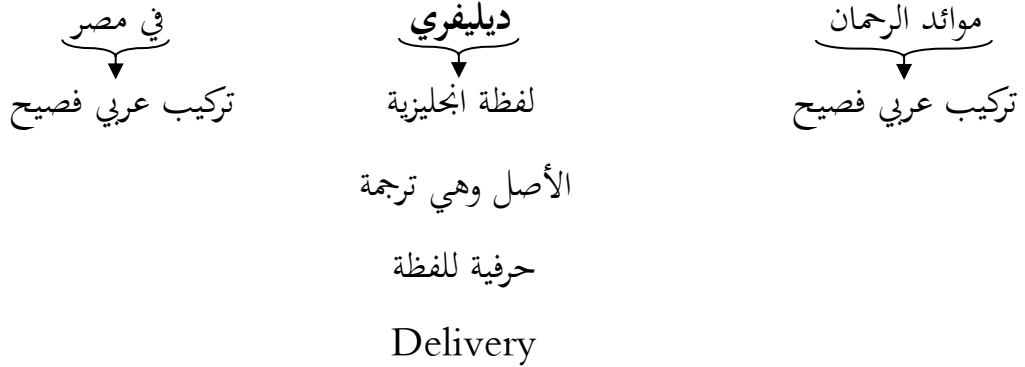 موائد الرحمان ديليفري في مصر
تركيب عربي فصيح لفظة انجليزية تركيب عربي فصيح
الأصل وهي ترجمة
حرفية للفظة
Delivery